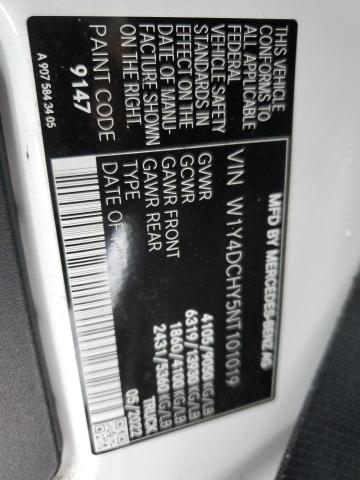 MFD BY MERCEDES-BENZ AG
VIN W1Y4DCHY5NT101019
GVWR 4105/9050 KG/LB
GCWR 6319/13930 KG/LB
GAWR FRONT 1860/4100 KG/LB
GAWR REAR 2431/5360 KG/LB
TYPE TRUCK
DATE OF MANU 05/2022
THIS VEHICLE
CONFORMS TO
FEDERAL
VEHICLE SAFETY
STANDARDS IN
EFFECT ON THE
DATE OF MANU-
FACTURE SHOWN
ON THE RIGHT
9147
PAINT CODE
A 907 584 34 05